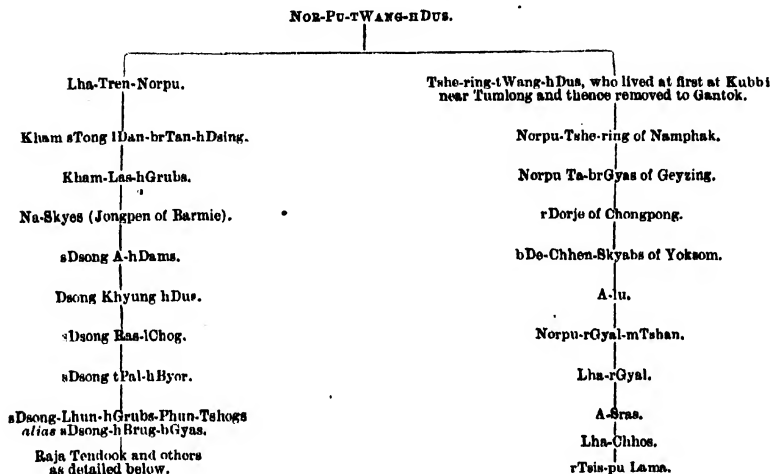 NOR-PU-TWANG-HDUS.
Lha-Tren-Norpu.
Kham sTong lDan-brTan-hDsing.
Kham-Las-hGrubs.
Na-Skyes (Jongpen of Barmie).
sDsong A-hDams.
Dsong Khyung hDus.
sDsong Ras-lChog.
sDsong tPal-hByor.
sDsong-Lhun-hGrubs-Phun-Tshogs
alias sDsong-hBrug-bGyas.
Raja Tendook and others
as detailed below.
Tshe-ring-tWang-hDus, who lived at first at Kubbi
near Tumlong and thence removed to Gantok.
Norpu-Tshe-ring of Namphak.
Norpu Ta-brGyas of Geyzing.
rDorje of Chongpong.
bDe-Chhen-Skyabs of Yoksom.
A-lu.
Norpu-rGyal-mTshan.
Lha-rGyal.
A-Sras.
Lha-Chhos.
rTsis-pu Lama.